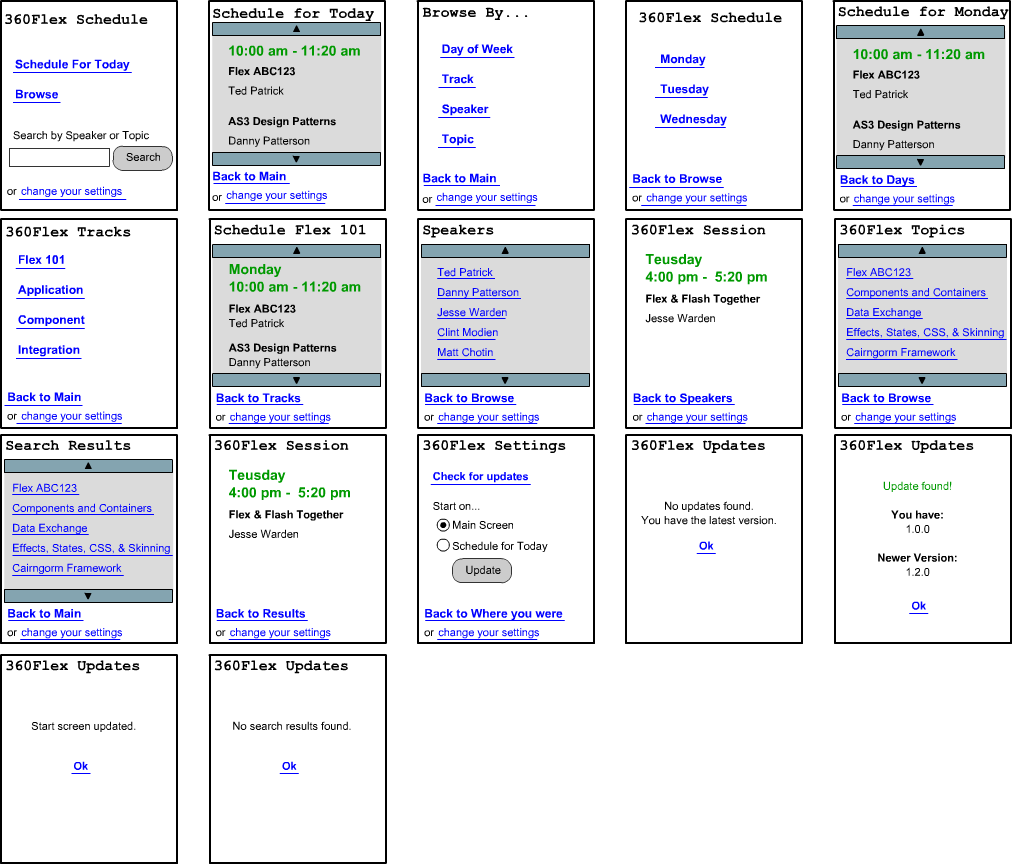 360Flex Schedule
Schedule For Today
Browse
Search by Speaker or Topic
Search
or change your settings
Schedule for Today
10:00 am - 11:20 am
Flex ABC123
Ted Patrick
AS3 Design Patterns
Danny Patterson
Back to Main
or change your settings
Browse By...
Day of Week
Track
Speaker
Topic
Back to Main
or change your settings
360Flex Schedule
Monday
Tuesday
Wednesday
Back to Browse
or change your settings
Schedule for Monday
10:00 am - 11:20 am
Flex ABC123
Ted Patrick
AS3 Design Patterns
Danny Patterson
Back to Days
or change your settings
360Flex Tracks
Flex 101
Application
Component
Integration
Back to Main
or change your settings
Schedule Flex 101
Monday
10:00 am - 11:20 am
Flex ABC123
Ted Patrick
AS3 Design Patterns
Danny Patterson
Back to Tracks
or change your settings
Speakers
Ted Patrick
Danny Patterson
Jesse Warden
Clint Modien
Matt Chotin
Back to Browse
or change your settings
360Flex Session
Teusday
4:00 pm - 5:20 pm
Flex & Flash Together
Jesse Warden
Back to Speakers
or change your settings
360Flex Topics
Flex ABC123
Components and Containers
Data Exchange
Effects, States, CSS, & Skinning
Cairngorm Framework
Back to Browse
or change your settings
Search Results
Flex ABC123
Components and Containers
Data Exchange
Effects, States, CSS, & Skinning
Cairngorm Framework
Back to Main
or change your settings
360Flex Session
Teusday
4:00 pm - 5:20 pm
Flex & Flash Together
Jesse Warden
Back to Results
or change your settings
360Flex Settings
Check for updates
Start on...
Main Screen
Schedule for Today
Update
Back to Where you were
or change your settings
360Flex Updates
No updates found.
You have the latest version.
Ok
360Flex Updates
Update found!
You have:
1.0.0
Newer Version:
1.2.0
Ok
360Flex Updates
Start screen updated.
Ok
360Flex Updates
No search results found.
Ok